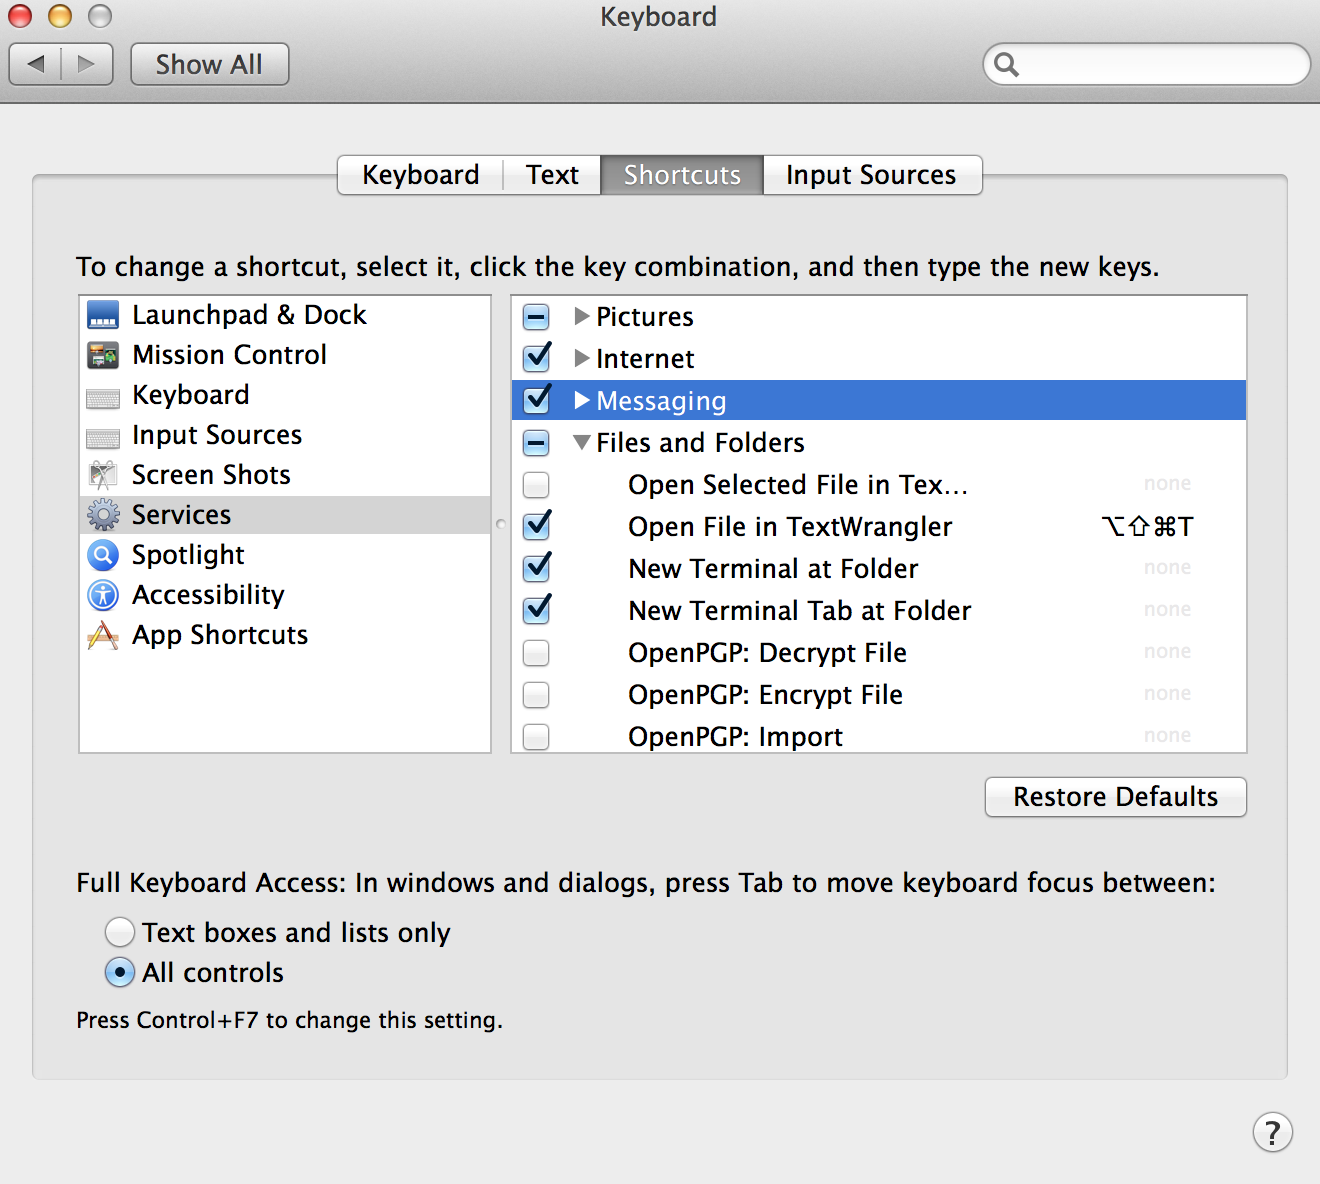 Keyboard
Show All
Keyboard Text Shortcuts Input Sources
To change a shortcut, select it, click the key combination, and then type the new keys.
Launchpad & Dock
Mission Control
Keyboard
Input Sources
Screen Shots
Services
Spotlight
Accessibility
App Shortcuts
Pictures
Internet
Messaging
Files and Folders
Open Selected File in Tex... none
Open File in TextWrangler ⌥⇧⌘T
New Terminal at Folder none
New Terminal Tab at Folder none
OpenPGP: Decrypt File none
OpenPGP: Encrypt File none
OpenPGP: Import none
Restore Defaults
Full Keyboard Access: In windows and dialogs, press Tab to move keyboard focus between:
Text boxes and lists only
All controls
Press Control+F7 to change this setting.
?